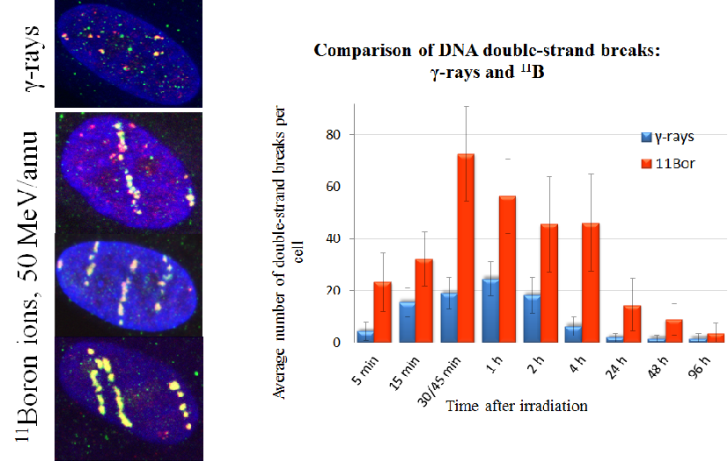 γ-rays
¹¹Boron ions, 50 MeV/amu
Comparison of DNA double-strand breaks:
γ-rays and ¹¹B
Average number of double-strand breaks per
cell
80
60
40
20
0
γ-rays
11Bor
5 min
15 min
30/45 min
1 h
2 h
4 h
24 h
48 h
96 h
Time after irradiation